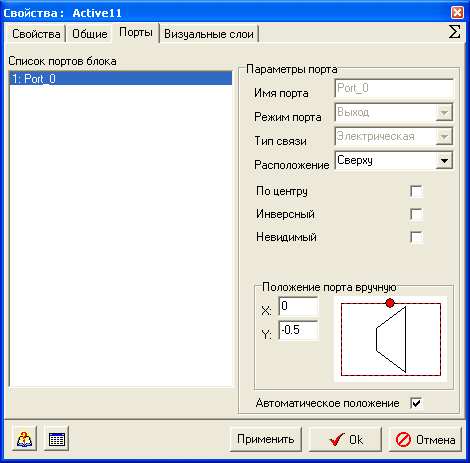 Свойства : Active11
Свойства Общие Порты Визуальные слои Σ
Список портов блока
1: Port_0
Параметры порта
Имя порта Port_0
Режим порта Выход
Тип связи Электрическая
Расположение Сверху
По центру
Инверсный
Невидимый
Положение порта вручную
X: 0
Y: -0.5
Автоматическое положение
Применить Ok Отмена